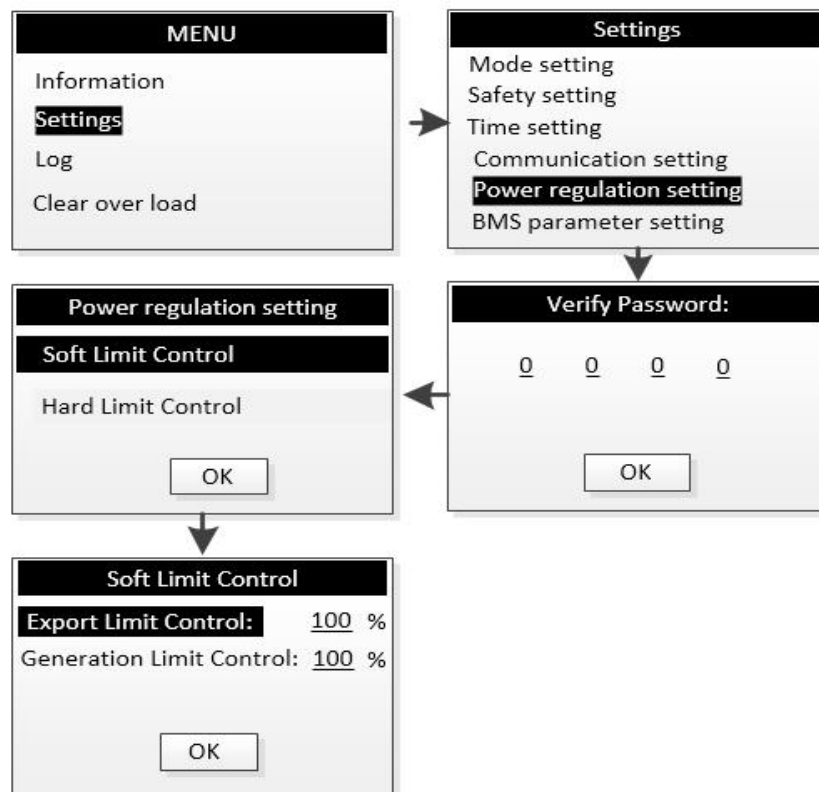 MENU
Information
Settings
Log
Clear over load
Settings
Mode setting
Safety setting
Time setting
Communication setting
Power regulation setting
BMS parameter setting
Verify Password:
0 0 0 0
OK
Power regulation setting
Soft Limit Control
Hard Limit Control
OK
Soft Limit Control
Export Limit Control: 100 %
Generation Limit Control: 100 %
OK